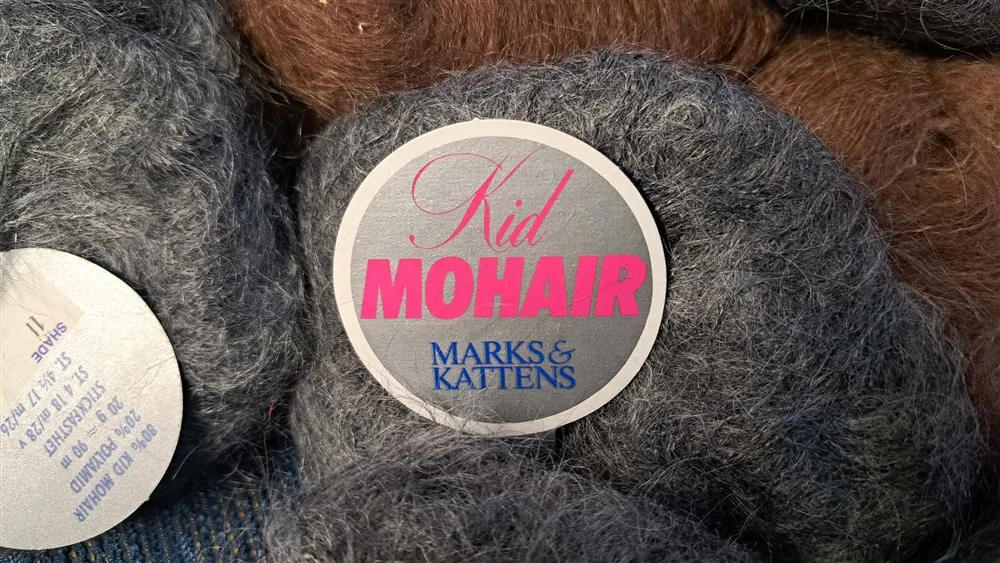 Kid
MOHAIR
MARKS &
KATTENS
80% KID MOHAIR
20% POLYAMID
20 g ~ 90 m
STICKFASTHET
ST. 4 18 m/28 v
ST. 4½ 17 m/26
SHADE 11